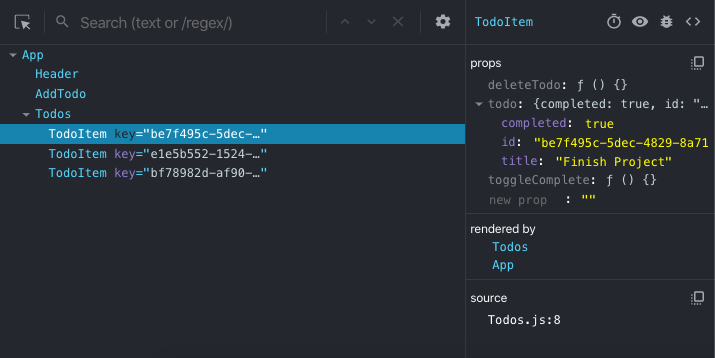 Search (text or /regex/)
App
Header
AddTodo
Todos
TodoItem key="be7f495c-5dec-…"
TodoItem key="e1e5b552-1524-…"
TodoItem key="bf78982d-af90-…"
TodoItem
props
deleteTodo: ƒ () {}
todo: {completed: true, id: "…
completed: true
id: "be7f495c-5dec-4829-8a71
title: "Finish Project"
toggleComplete: ƒ () {}
new prop : ""
rendered by
Todos
App
source
Todos.js:8